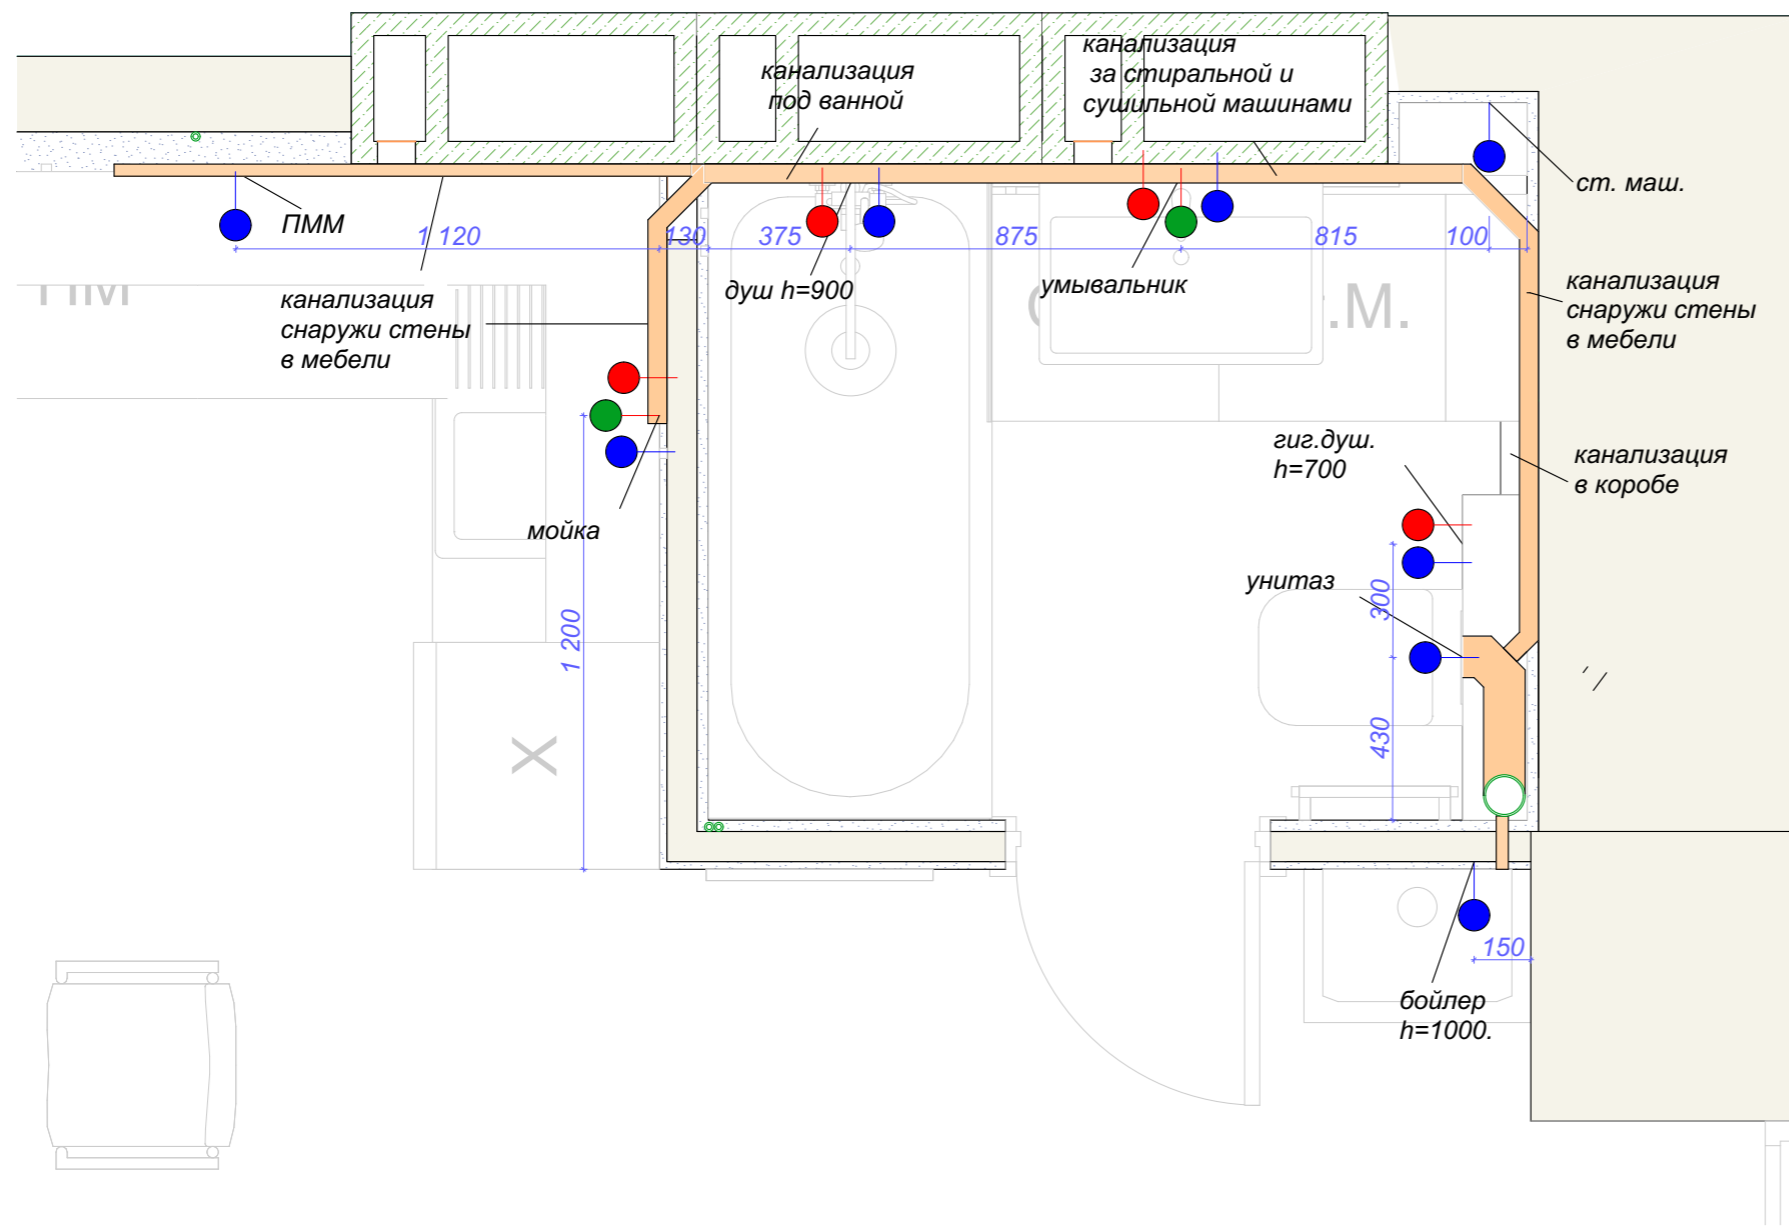 канализация
под ванной
канализация
за стиральной и
сушильной машинами
ст. маш.
ПММ
1 120
130
375
875
815
100
ПМ
канализация
снаружи стены
в мебели
душ h=900
умывальник
.М.
канализация
снаружи стены
в мебели
гиг.душ.
h=700
канализация
в коробе
мойка
унитаз
300
1 200
430
X
150
бойлер
h=1000.